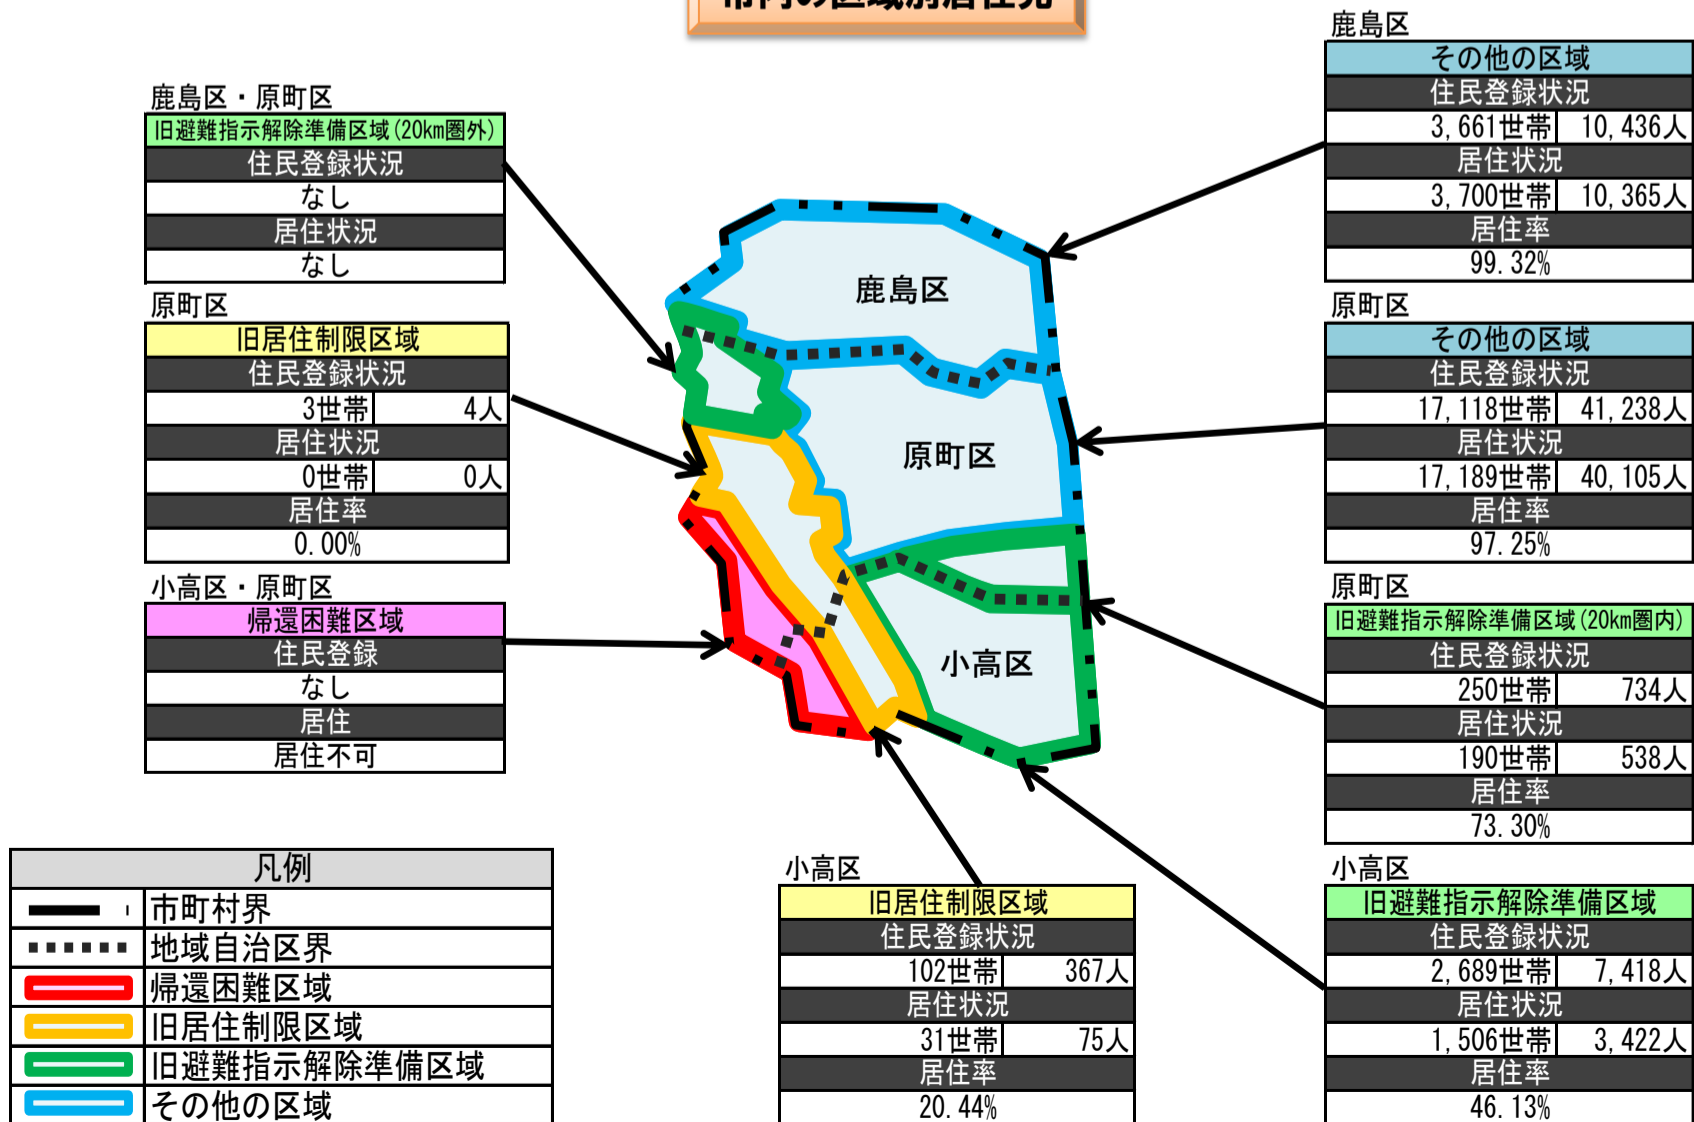 市内の区域別居住
鹿島区・原町区
旧避難指示解除準備区域(20km圏外)
住民登録状況
なし
居住状況
なし
原町区
旧居住制限区域
住民登録状況
3世帯 4人
居住状況
0世帯 0人
居住率
0.00%
小高区・原町区
帰還困難区域
住民登録
なし
居住
居住不可
鹿島区
原町区
小高区
鹿島区
その他の区域
住民登録状況
3,661世帯 10,436人
居住状況
3,700世帯 10,365人
居住率
99.32%
原町区
その他の区域
住民登録状況
17,118世帯 41,238人
居住状況
17,189世帯 40,105人
居住率
97.25%
原町区
旧避難指示解除準備区域(20km圏内)
住民登録状況
250世帯 734人
居住状況
190世帯 538人
居住率
73.30%
小高区
旧居住制限区域
住民登録状況
102世帯 367人
居住状況
31世帯 75人
居住率
20.44%
小高区
旧避難指示解除準備区域
住民登録状況
2,689世帯 7,418人
居住状況
1,506世帯 3,422人
居住率
46.13%
凡例
市町村界
地域自治区界
帰還困難区域
旧居住制限区域
旧避難指示解除準備区域
その他の区域